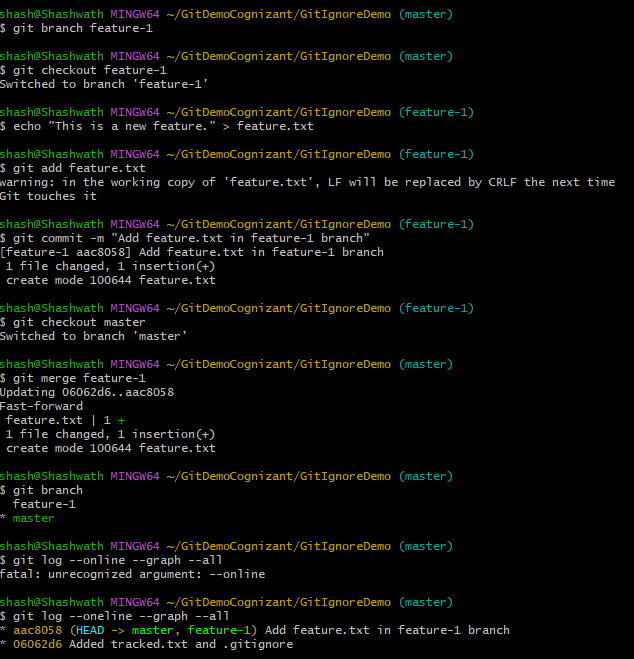 shash@Shashwath MINGW64 ~/GitDemoCognizant/GitIgnoreDemo (master)
$ git branch feature-1
shash@Shashwath MINGW64 ~/GitDemoCognizant/GitIgnoreDemo (master)
$ git checkout feature-1
Switched to branch 'feature-1'
shash@Shashwath MINGW64 ~/GitDemoCognizant/GitIgnoreDemo (feature-1)
$ echo "This is a new feature." > feature.txt
shash@Shashwath MINGW64 ~/GitDemoCognizant/GitIgnoreDemo (feature-1)
$ git add feature.txt
warning: in the working copy of 'feature.txt', LF will be replaced by CRLF the next time
Git touches it
shash@Shashwath MINGW64 ~/GitDemoCognizant/GitIgnoreDemo (feature-1)
$ git commit -m "Add feature.txt in feature-1 branch"
[feature-1 aac8058] Add feature.txt in feature-1 branch
 1 file changed, 1 insertion(+)
 create mode 100644 feature.txt
shash@Shashwath MINGW64 ~/GitDemoCognizant/GitIgnoreDemo (feature-1)
$ git checkout master
Switched to branch 'master'
shash@Shashwath MINGW64 ~/GitDemoCognizant/GitIgnoreDemo (master)
$ git merge feature-1
Updating 06062d6..aac8058
Fast-forward
 feature.txt | 1 +
 1 file changed, 1 insertion(+)
 create mode 100644 feature.txt
shash@Shashwath MINGW64 ~/GitDemoCognizant/GitIgnoreDemo (master)
$ git branch
  feature-1
* master
shash@Shashwath MINGW64 ~/GitDemoCognizant/GitIgnoreDemo (master)
$ git log --online --graph --all
fatal: unrecognized argument: --online
shash@Shashwath MINGW64 ~/GitDemoCognizant/GitIgnoreDemo (master)
$ git log --oneline --graph --all
* aac8058 (HEAD -> master, feature-1) Add feature.txt in feature-1 branch
* 06062d6 Added tracked.txt and .gitignore